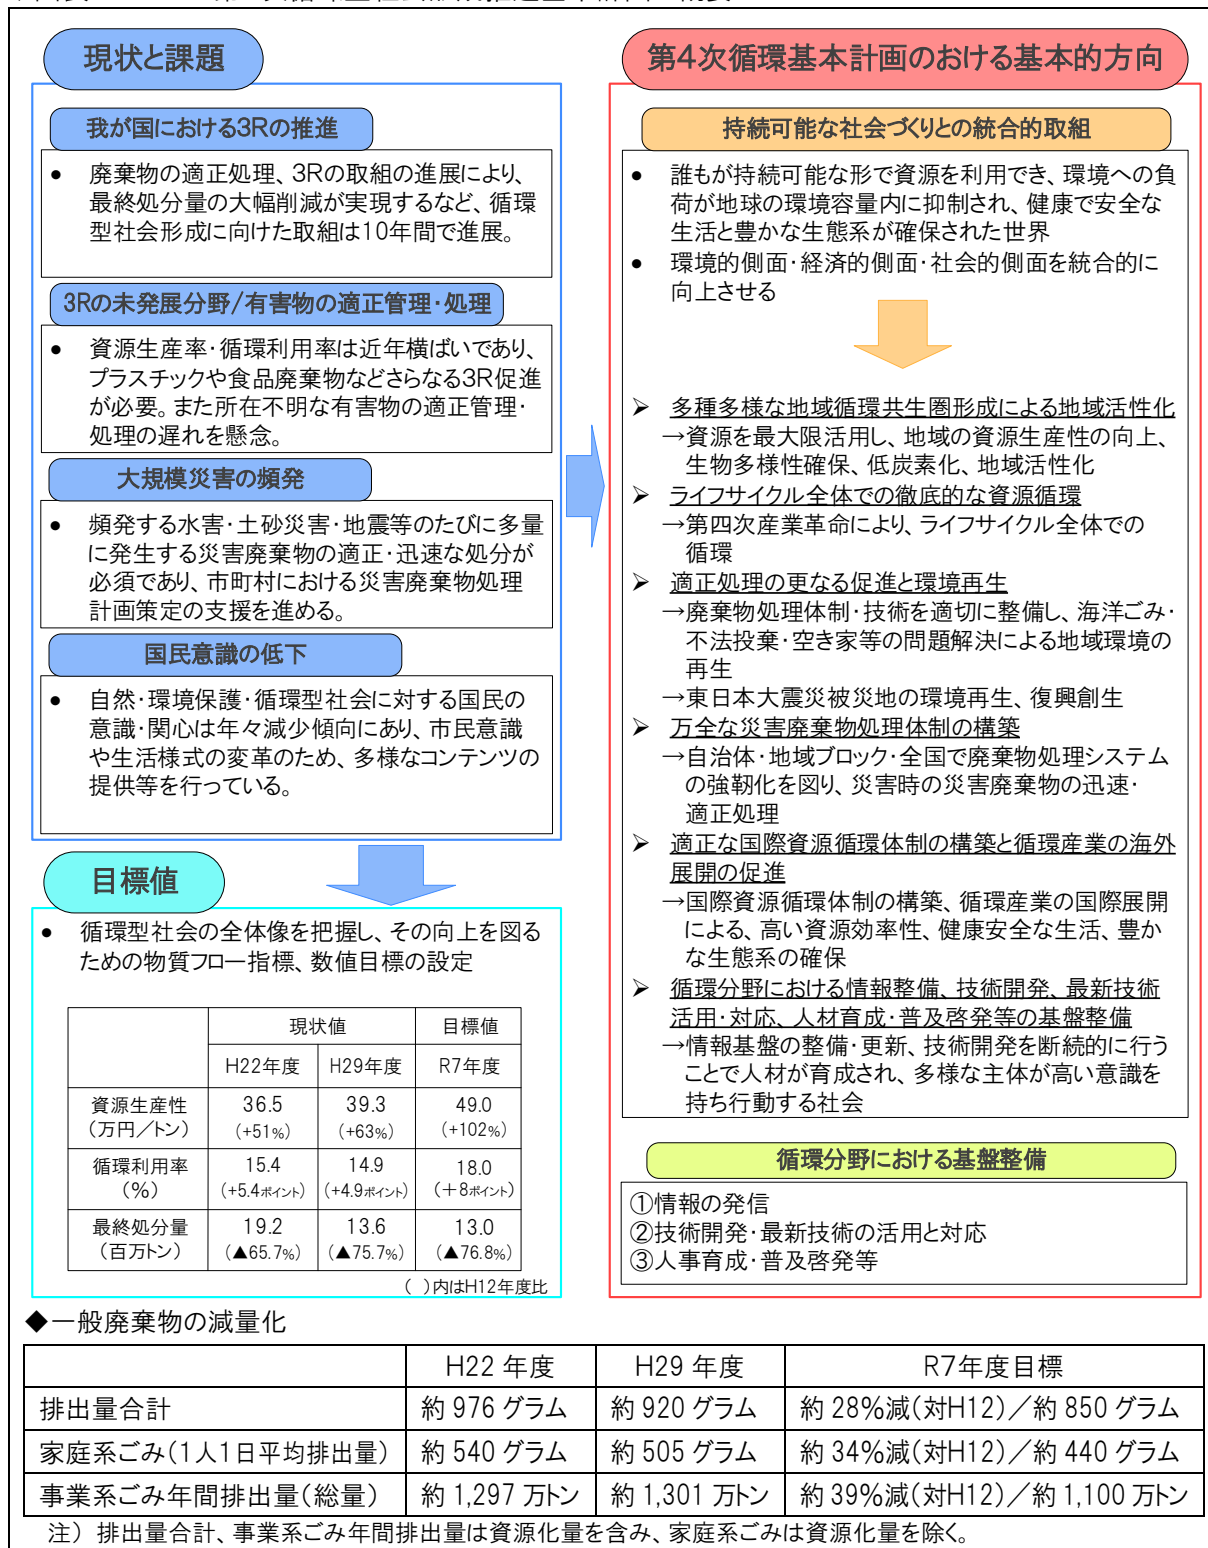 現状と課題
我が国における3Rの推進
● 廃棄物の適正処理、3Rの取組の進展により、
最終処分量の大幅削減が実現するなど、循環
型社会形成に向けた取組は10年間で進展。
3Rの未発展分野/有害物の適正管理・処理
● 資源生産率・循環利用率は近年横ばいであり、
プラスチックや食品廃棄物などさらなる3R促進
が必要。また所在不明な有害物の適正管理・
処理の遅れを懸念。
大規模災害の頻発
● 頻発する水害・土砂災害・地震等のたびに多量
に発生する災害廃棄物の適正・迅速な処分が
必須であり、市町村における災害廃棄物処理
計画策定の支援を進める。
国民意識の低下
● 自然・環境保護・循環型社会に対する国民の
意識・関心は年々減少傾向にあり、市民意識
や生活様式の変革のため、多様なコンテンツの
提供等を行っている。
目標値
● 循環型社会の全体像を把握し、その向上を図る
ための物質フロー指標、数値目標の設定
現状値 目標値
H22年度 H29年度 R7年度
資源生産性 36.5 39.3 49.0
(万円/トン) (+51%) (+63%) (+102%)
循環利用率 15.4 14.9 18.0
(%) (+5.4ポイント) (+4.9ポイント) (+8ポイント)
最終処分量 19.2 13.6 13.0
(百万トン) (▲65.7%) (▲75.7%) (▲76.8%)
( )内はH12年度比
第4次循環基本計画のおける基本的方向
持続可能な社会づくりとの統合的取組
● 誰もが持続可能な形で資源を利用でき、環境への負
荷が地球の環境容量内に抑制され、健康で安全な
生活と豊かな生態系が確保された世界
● 環境的側面・経済的側面・社会的側面を統合的に
向上させる
➢ 多種多様な地域循環共生圏形成による地域活性化
→資源を最大限活用し、地域の資源生産性の向上、
生物多様性確保、低炭素化、地域活性化
➢ ライフサイクル全体での徹底的な資源循環
→第四次産業革命により、ライフサイクル全体での
循環
➢ 適正処理の更なる促進と環境再生
→廃棄物処理体制・技術を適切に整備し、海洋ごみ・
不法投棄・空き家等の問題解決による地域環境の
再生
→東日本大震災被災地の環境再生、復興創生
➢ 万全な災害廃棄物処理体制の構築
→自治体・地域ブロック・全国で廃棄物処理システム
の強靭化を図り、災害時の災害廃棄物の迅速・
適正処理
➢ 適正な国際資源循環体制の構築と循環産業の海外
展開の促進
→国際資源循環体制の構築、循環産業の国際展開
による、高い資源効率性、健康安全な生活、豊か
な生態系の確保
➢ 循環分野における情報整備、技術開発、最新技術
活用・対応、人材育成・普及啓発等の基盤整備
→情報基盤の整備・更新、技術開発を断続的に行う
ことで人材が育成され、多様な主体が高い意識を
持ち行動する社会
循環分野における基盤整備
①情報の発信
②技術開発・最新技術の活用と対応
③人事育成・普及啓発等
◆一般廃棄物の減量化
H22 年度 H29 年度 R7年度目標
排出量合計 約 976 グラム 約 920 グラム 約 28%減(対H12)/約 850 グラム
家庭系ごみ(1人1日平均排出量) 約 540 グラム 約 505 グラム 約 34%減(対H12)/約 440 グラム
事業系ごみ年間排出量(総量) 約 1,297 万トン 約 1,301 万トン 約 39%減(対H12)/約 1,100 万トン
注) 排出量合計、事業系ごみ年間排出量は資源化量を含み、家庭系ごみは資源化量を除く。